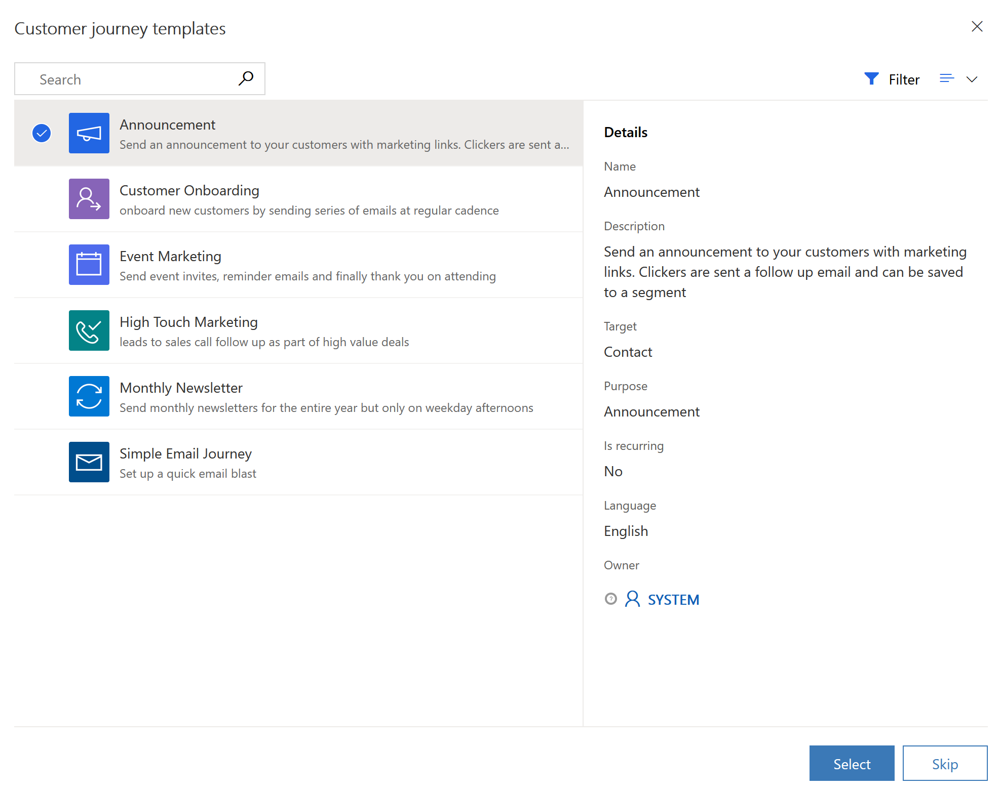 Customer journey templates
Search
Filter
Announcement
Send an announcement to your customers with marketing links. Clickers are sent a...
Customer Onboarding
onboard new customers by sending series of emails at regular cadence
Event Marketing
Send event invites, reminder emails and finally thank you on attending
High Touch Marketing
leads to sales call follow up as part of high value deals
Monthly Newsletter
Send monthly newsletters for the entire year but only on weekday afternoons
Simple Email Journey
Set up a quick email blast
Details
Name
Announcement
Description
Send an announcement to your customers with marketing
links. Clickers are sent a follow up email and can be saved
to a segment
Target
Contact
Purpose
Announcement
Is recurring
No
Language
English
Owner
? SYSTEM
Select
Skip